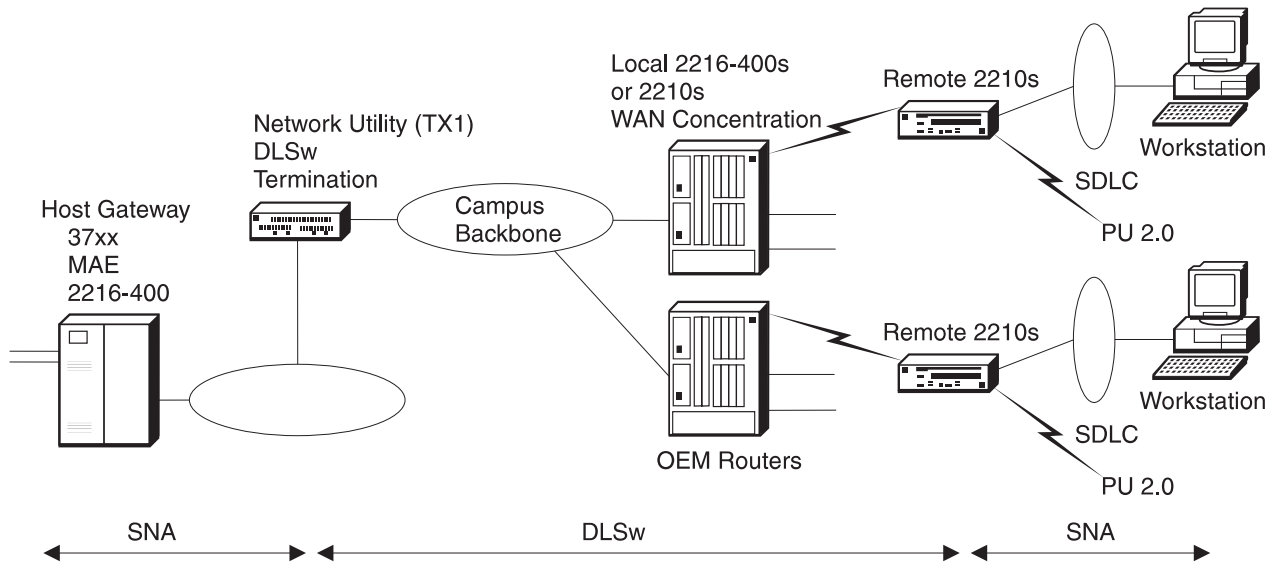 Local 2216-400s
or 2210s
WAN Concentration
Remote 2210s
Workstation
Network Utility (TX1)
DLSw
Termination
SDLC
PU 2.0
Host Gateway
37xx
MAE
2216-400
Campus
Backbone
Remote 2210s
Workstation
OEM Routers
SDLC
PU 2.0
SNA
DLSw
SNA